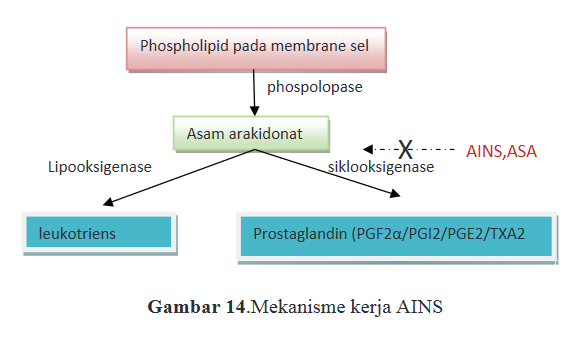 Phospholipid pada membrane sel
phospolopase
Asam arakidonat
AINS,ASA
Lipooksigenase
siklooksigenase
leukotriens
Prostaglandin (PGF2α/PGI2/PGE2/TXA2
Gambar 14.Mekanisme kerja AINS